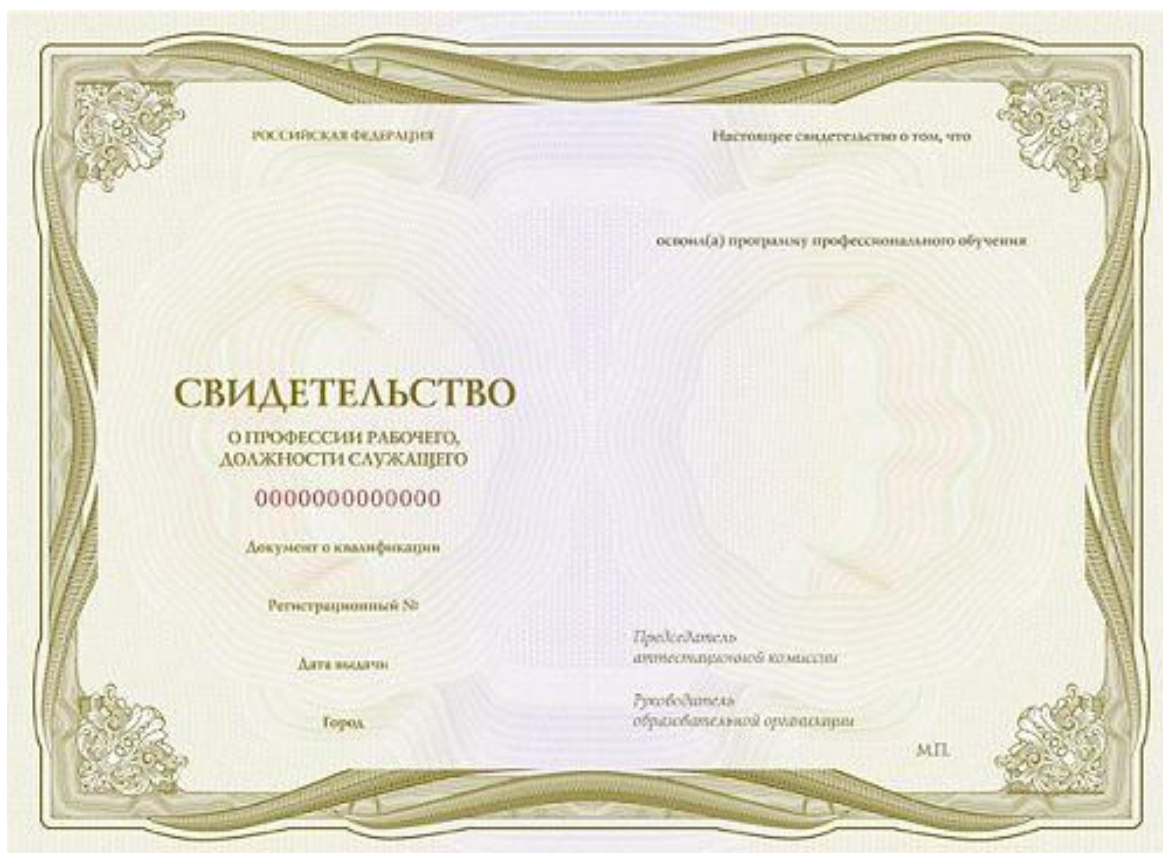 РОССИЙСКАЯ ФЕДЕРАЦИЯ
СВИДЕТЕЛЬСТВО
О ПРОФЕССИИ РАБОЧЕГО,
ДОЛЖНОСТИ СЛУЖАЩЕГО
0000000000000
Документ о квалификации
Регистрационный №
Дата выдачи
Город
Настоящее свидетельство о том, что
освоил(а) программу профессионального обучения
Председатель
аттестационной комиссии
Руководитель
образовательной организации
М.П.